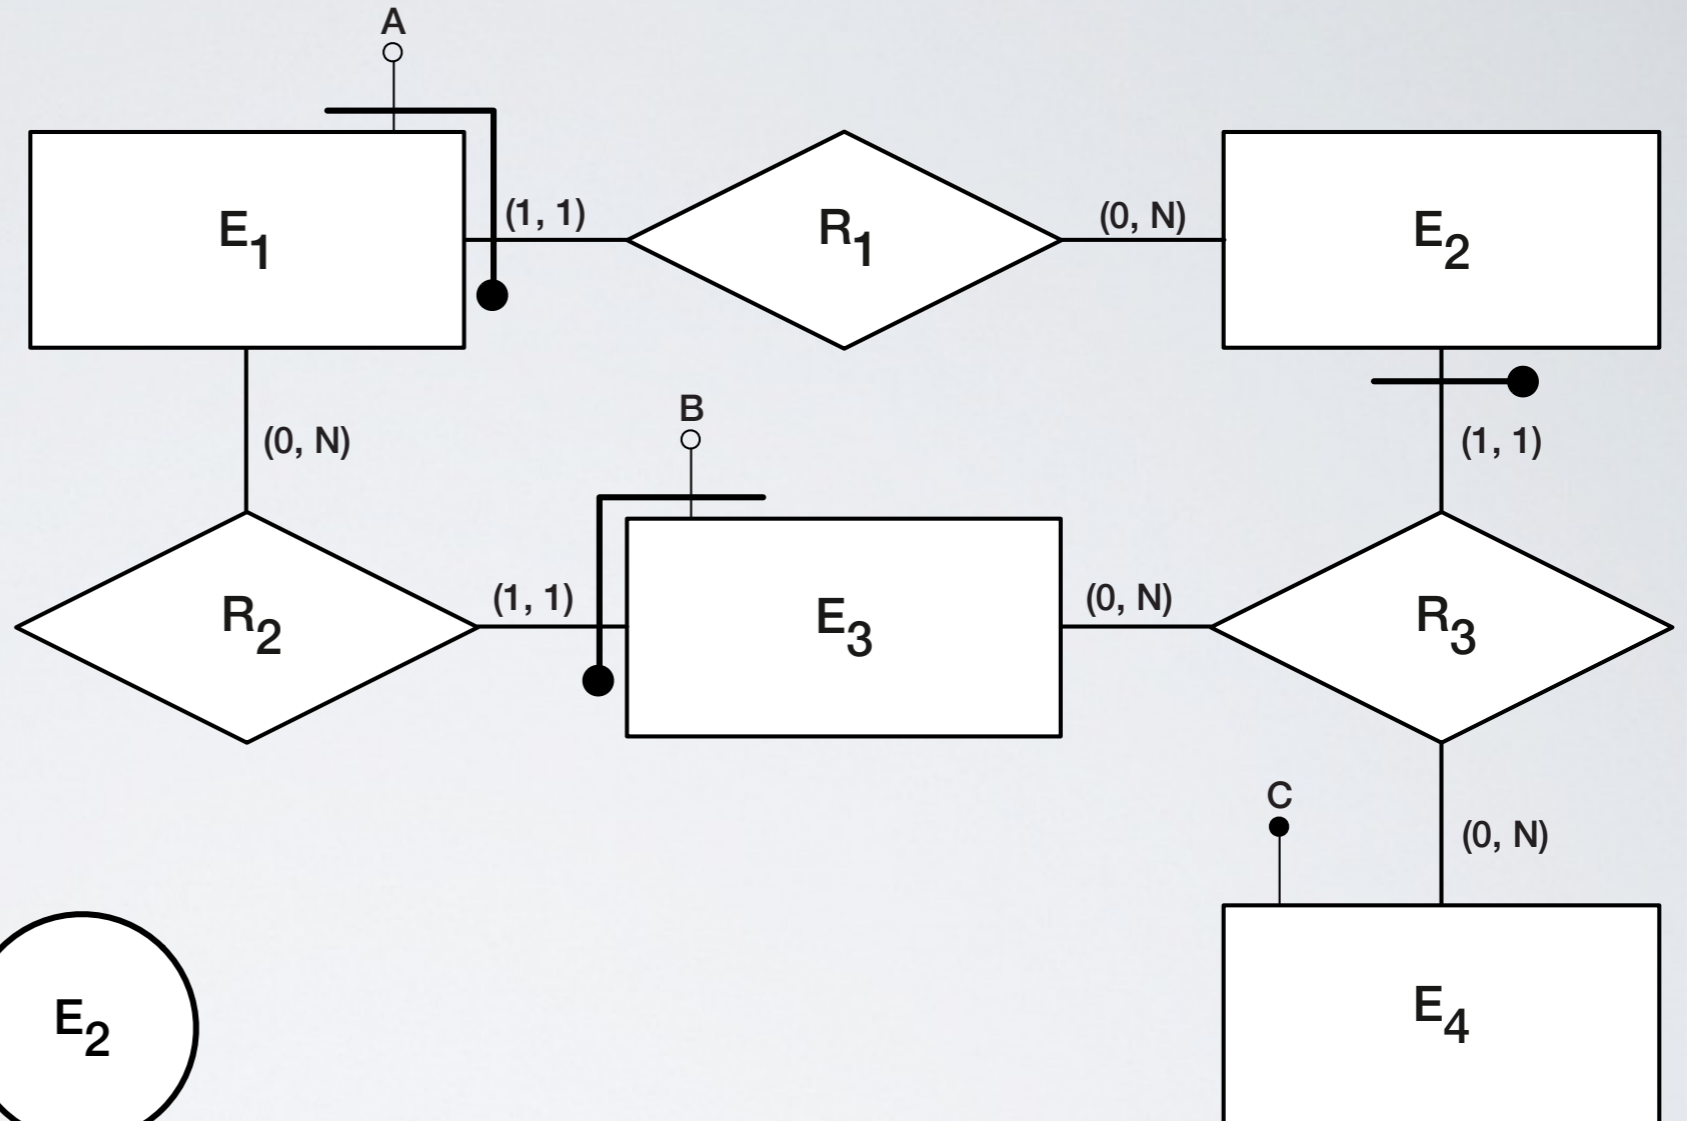 A
E1
(1, 1)
R1
(0, N)
E2
(0, N)
B
(1, 1)
R2
(1, 1)
E3
(0, N)
R3
C
(0, N)
E2
E4